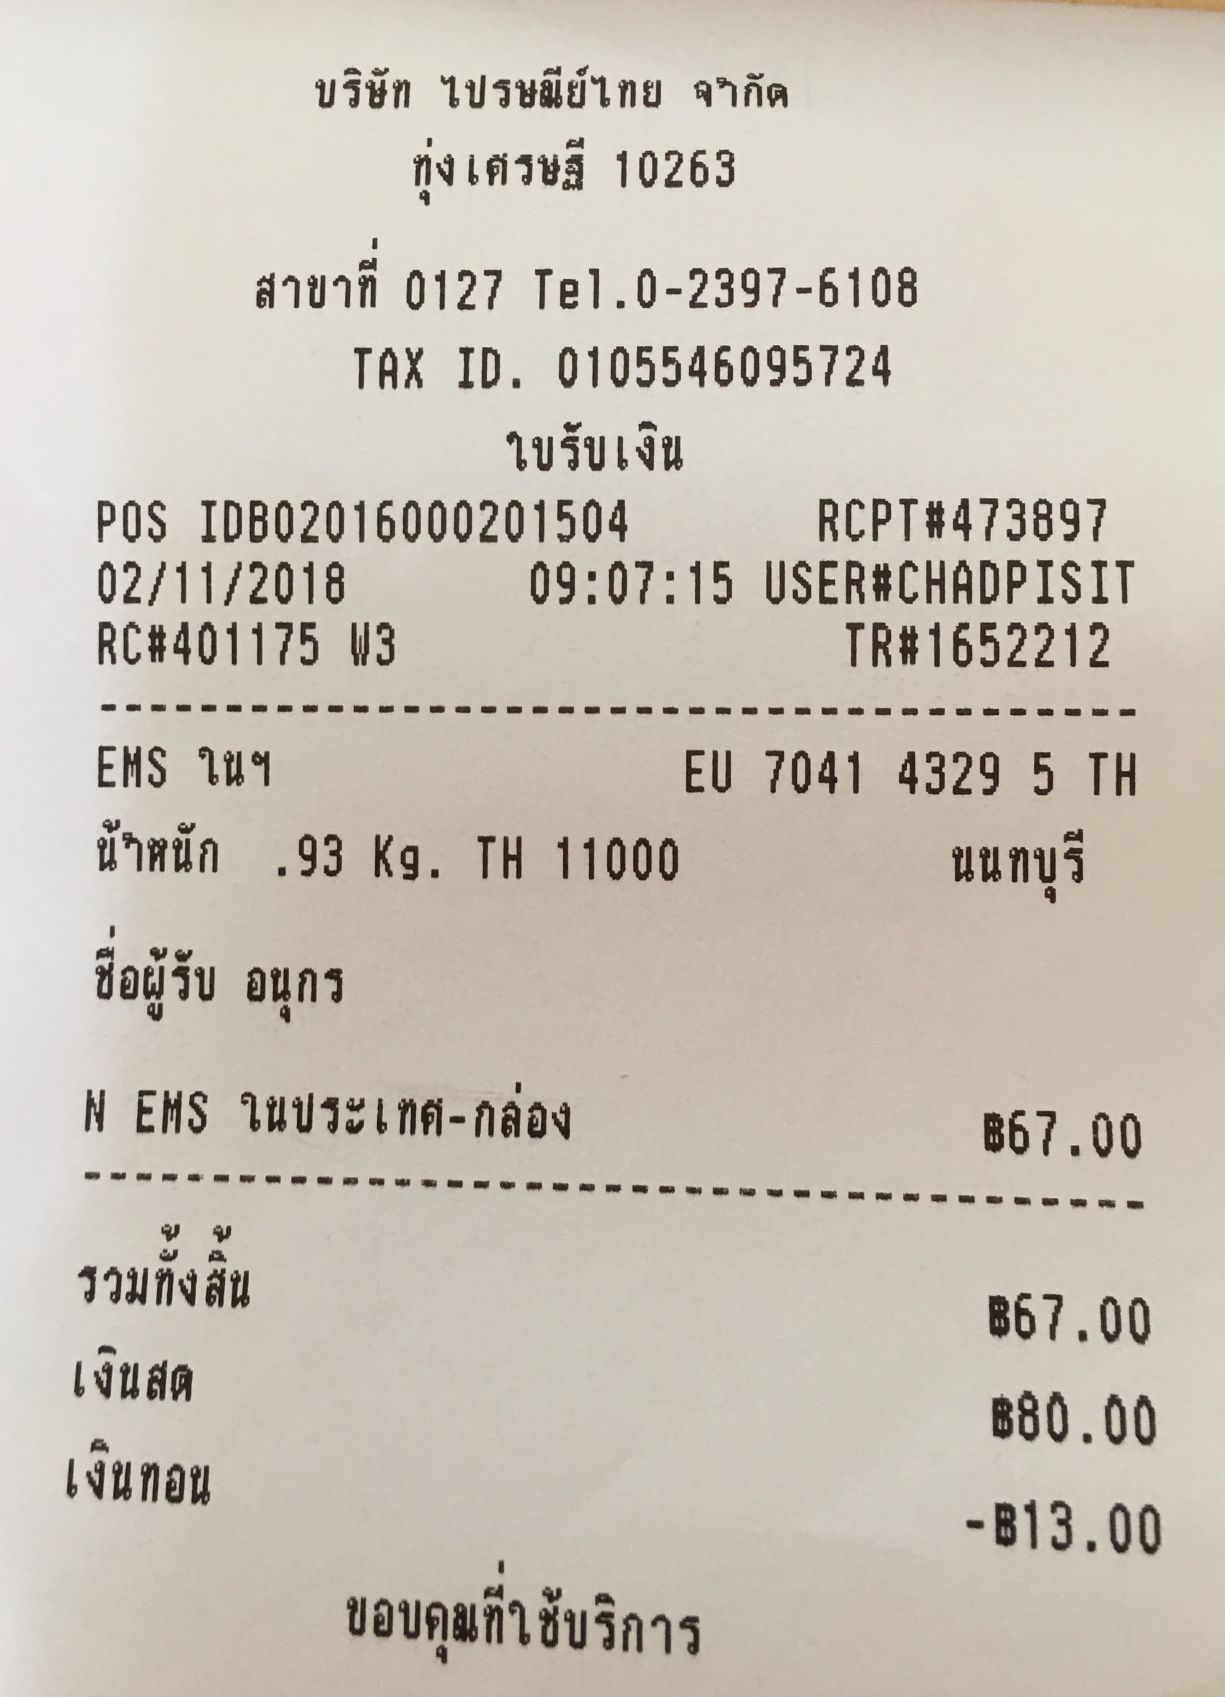 บริษัท ไปรษณีย์ไทย จำกัด
ทุ่งเศรษฐี 10263
สาขาที่ 0127 Tel.0-2397-6108
TAX ID. 0105546095724
ใบรับเงิน
POS IDB02016000201504 RCPT#473897
02/11/2018 09:07:15 USER#CHADPISIT
RC#401175 W3 TR#1652212
EMS ในฯ EU 7041 4329 5 TH
น้ำหนัก .93 Kg. TH 11000 นนทบุรี
ชื่อผู้รับ อนุกร
N EMS ในประเทศ-กล่อง ฿67.00
รวมทั้งสิ้น ฿67.00
เงินสด ฿80.00
เงินทอน -฿13.00
ขอบคุณที่ใช้บริการ